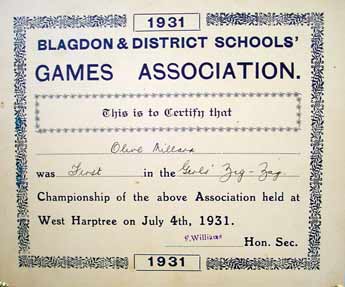 1931
BLAGDON & DISTRICT SCHOOLS'
GAMES ASSOCIATION.
This is to Certify that
Olive Millard
was First in the Girls' Zig-Zag
Championship of the above Association held at
West Harptree on July 4th, 1931.
F. Williams Hon. Sec.
1931